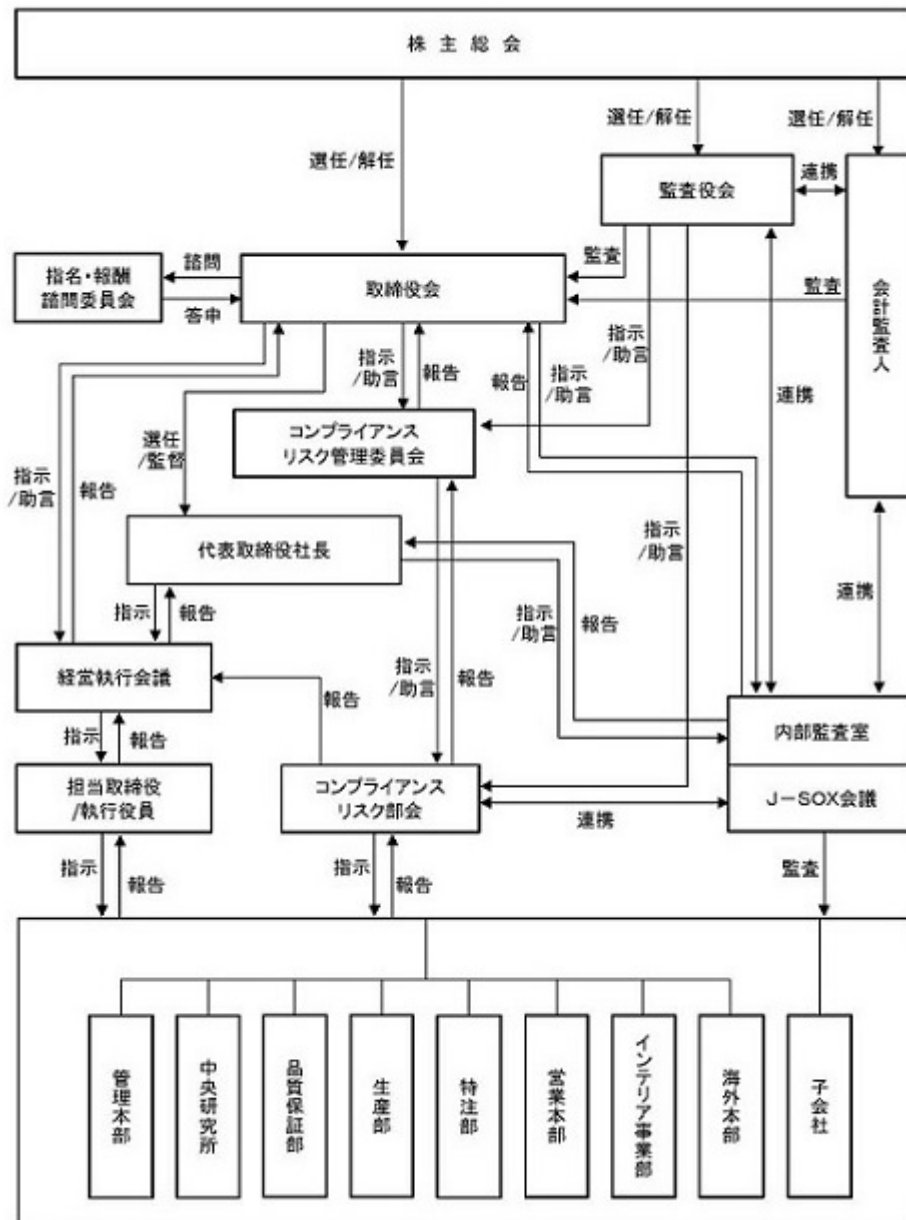 株主総会
選任/解任
選任/解任
選任/解任
監査役会
連携
会計監査人
指名・報酬
諮問委員会
諮問
答申
取締役会
監査
監査
指示
/助言
報告
報告
指示
/助言
指示
/助言
連携
コンプライアンス
リスク管理委員会
選任
/監督
指示
/助言
報告
代表取締役社長
指示
/助言
連携
指示
報告
指示
/助言
報告
経営執行会議
報告
指示
/助言
報告
内部監査室
J-SOX会議
指示
報告
担当取締役
/執行役員
コンプライアンス
リスク部会
連携
指示
報告
指示
報告
監査
管理本部
中央研究所
品質保証部
生産部
特注部
営業本部
インテリア事業部
海外本部
子会社